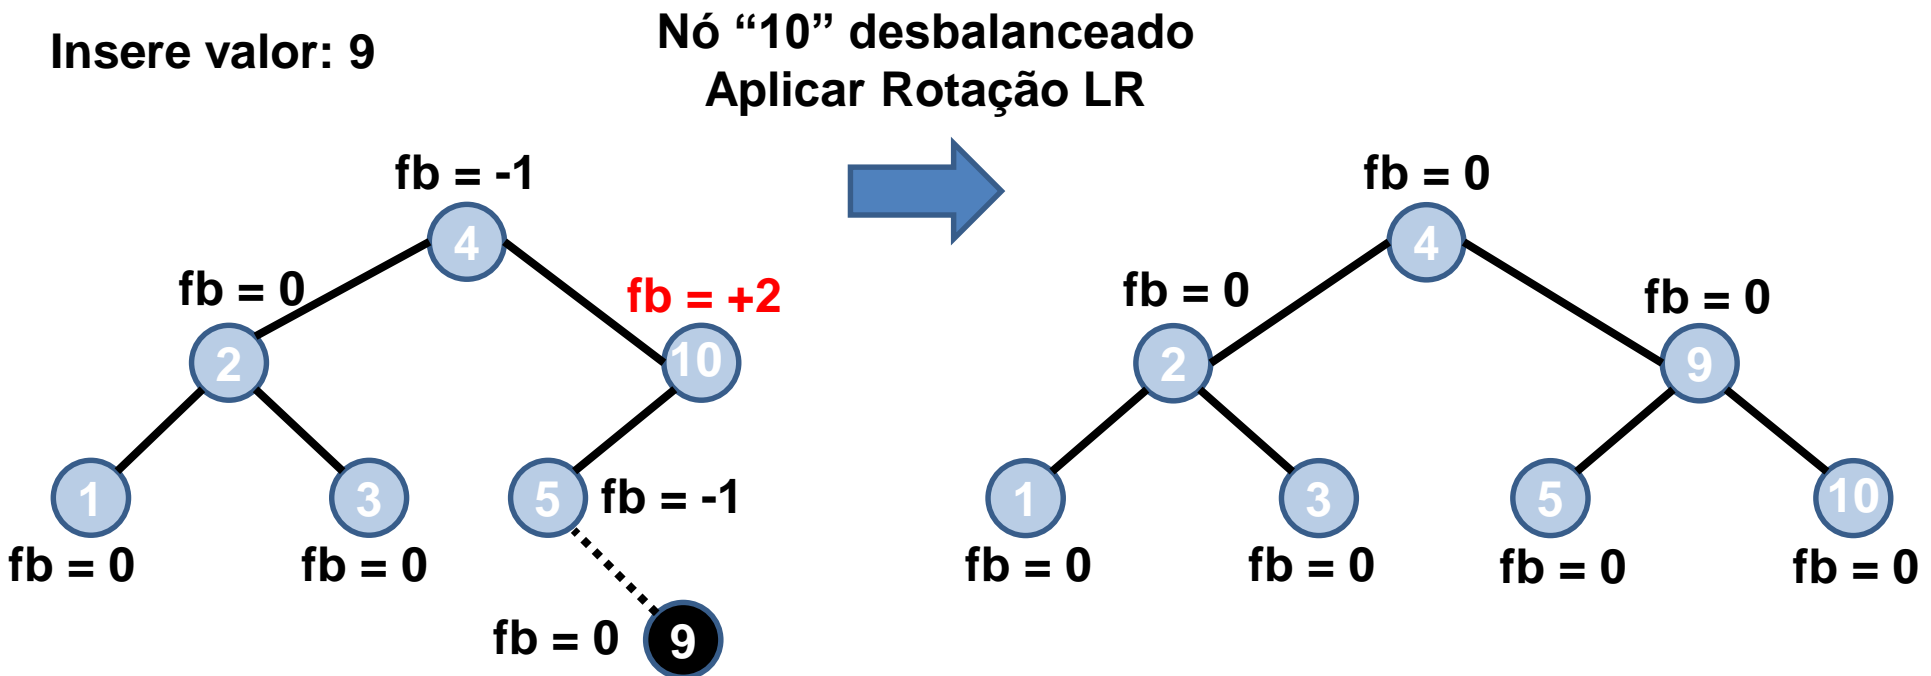 Insere valor: 9
Nó “10” desbalanceado
Aplicar Rotação LR
fb = -1
4
fb = 0
fb = +2
2
10
1
3
5
fb = -1
fb = 0
fb = 0
fb = 0
9
fb = 0
4
fb = 0
fb = 0
2
9
1
3
5
10
fb = 0
fb = 0
fb = 0
fb = 0